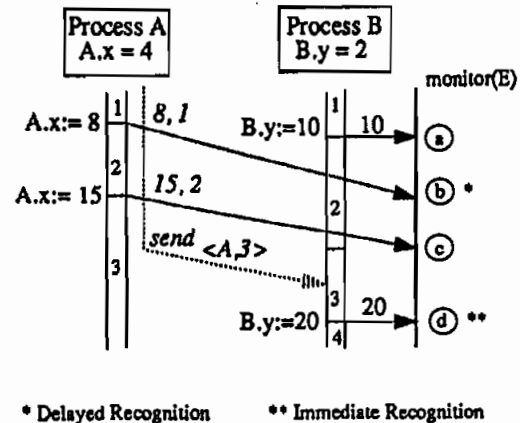 Process A
A.x = 4
Process B
B.y = 2
monitor(E)
1
A.x:= 8
8, 1
B.y:=10
1
10
a
2
b *
A.x:= 15
15, 2
2
c
send <A,3>
3
3
B.y:=20
20
d **
4
* Delayed Recognition
** Immediate Recognition